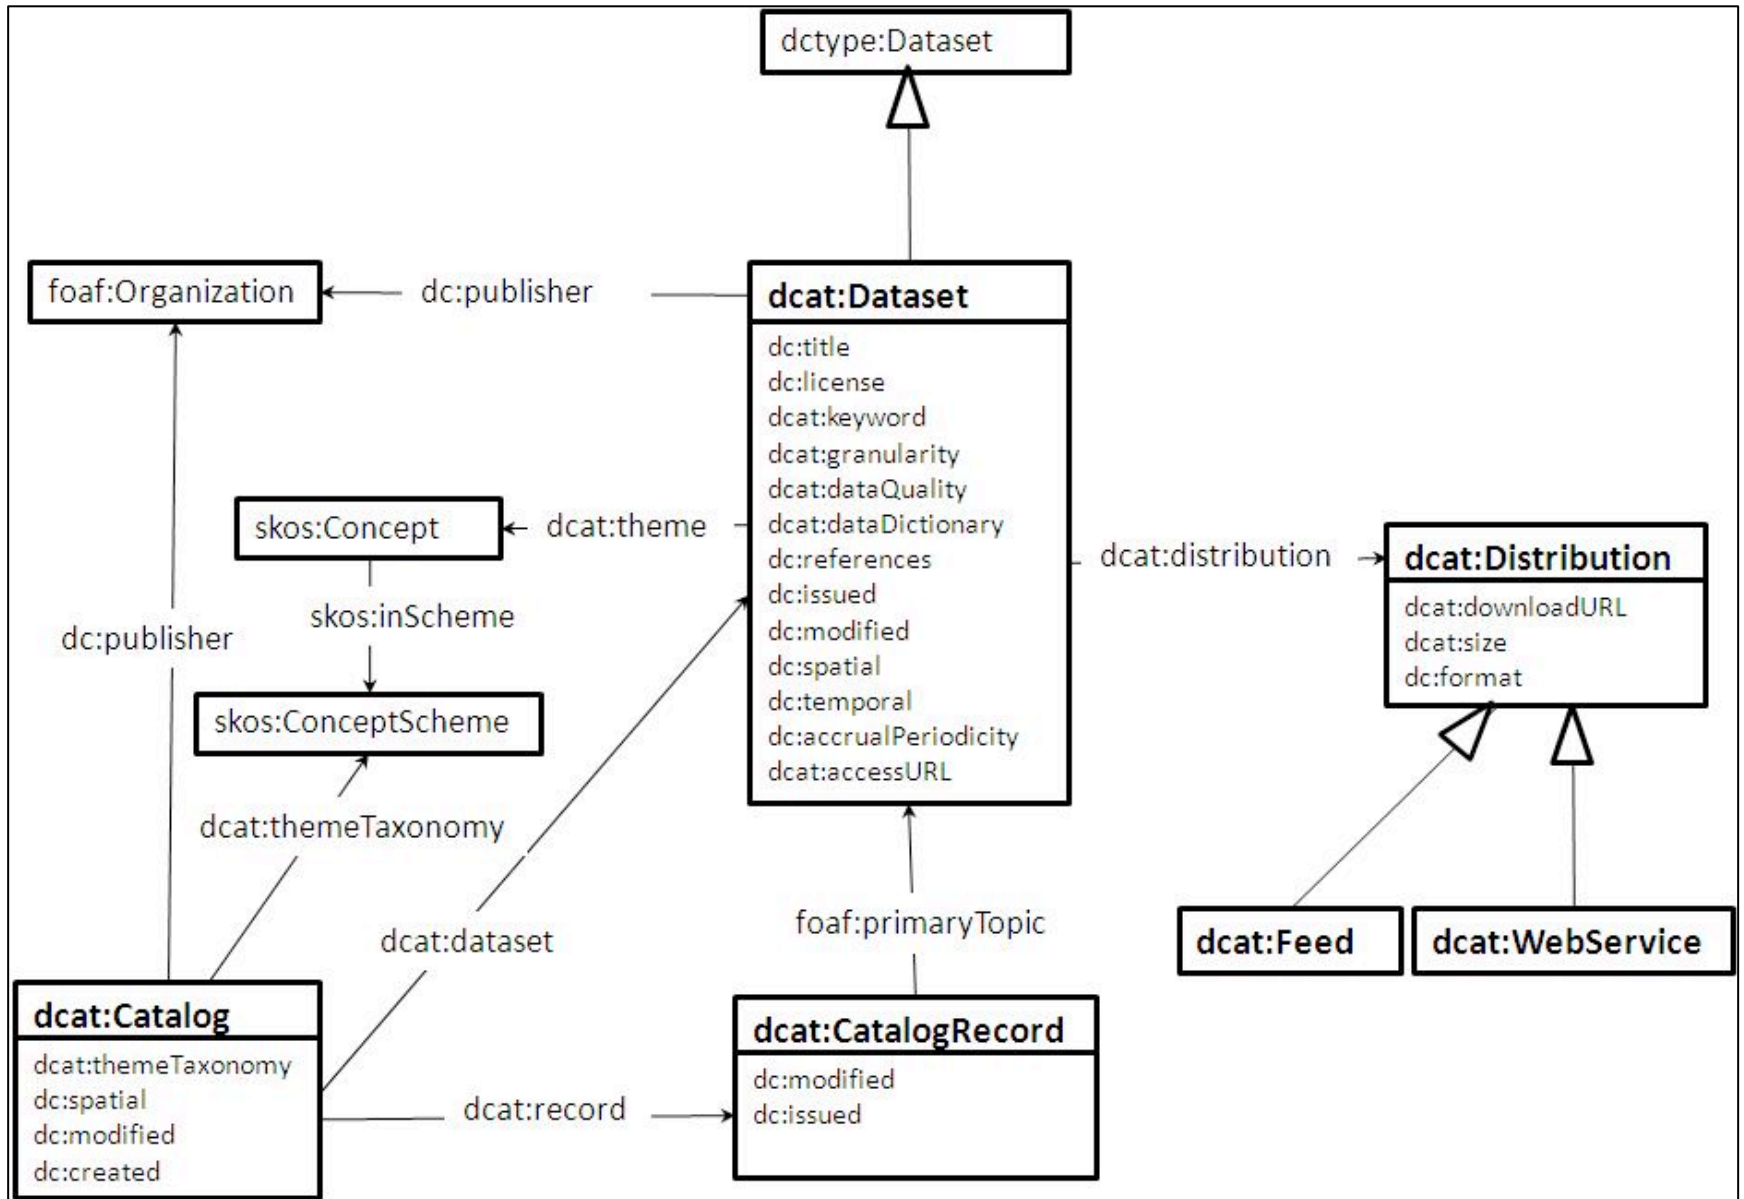 dctype:Dataset
foaf:Organization
dc:publisher
dcat:Dataset
dc:title
dc:license
dcat:keyword
dcat:granularity
dcat:dataQuality
dcat:dataDictionary
dc:references
dc:issued
dc:modified
dc:spatial
dc:temporal
dc:accrualPeriodicity
dcat:accessURL
skos:Concept
dcat:theme
skos:inScheme
dc:publisher
skos:ConceptScheme
dcat:themeTaxonomy
dcat:distribution
dcat:Distribution
dcat:downloadURL
dcat:size
dc:format
dcat:dataset
foaf:primaryTopic
dcat:Feed
dcat:WebService
dcat:Catalog
dcat:themeTaxonomy
dc:spatial
dc:modified
dc:created
dcat:record
dcat:CatalogRecord
dc:modified
dc:issued